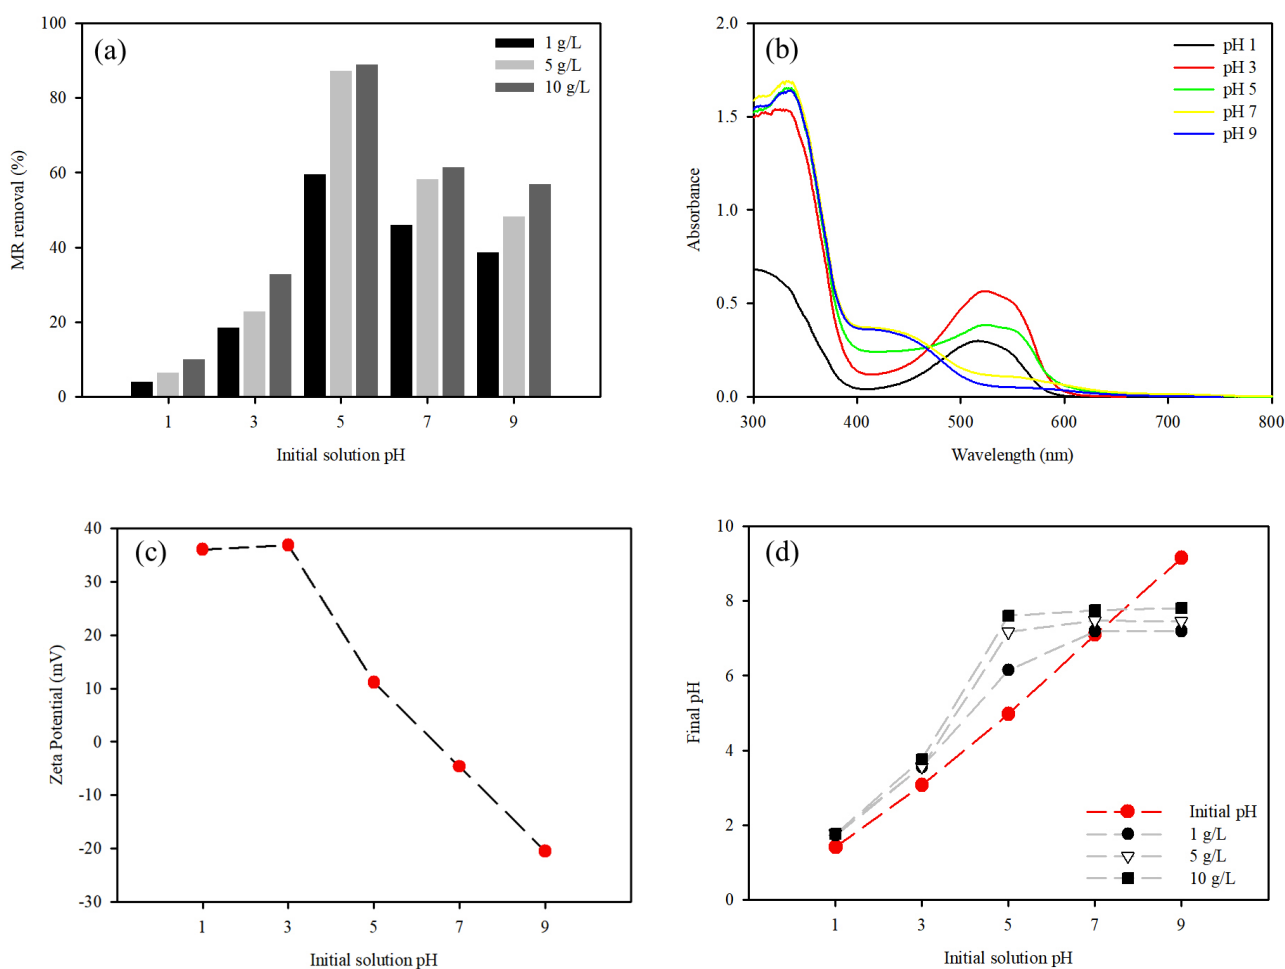 (a)
MR removal (%)
100
80
60
40
20
0
1 g/L
5 g/L
10 g/L
1 3 5 7 9
Initial solution pH
(b)
Absorbance
2.0
1.5
1.0
0.5
0.0
pH 1
pH 3
pH 5
pH 7
pH 9
300 400 500 600 700 800
Wavelength (nm)
(c)
Zeta Potential (mV)
40
30
20
10
0
-10
-20
-30
1 3 5 7 9
Initial solution pH
(d)
Final pH
10
8
6
4
2
0
Initial pH
1 g/L
5 g/L
10 g/L
1 3 5 7 9
Initial solution pH